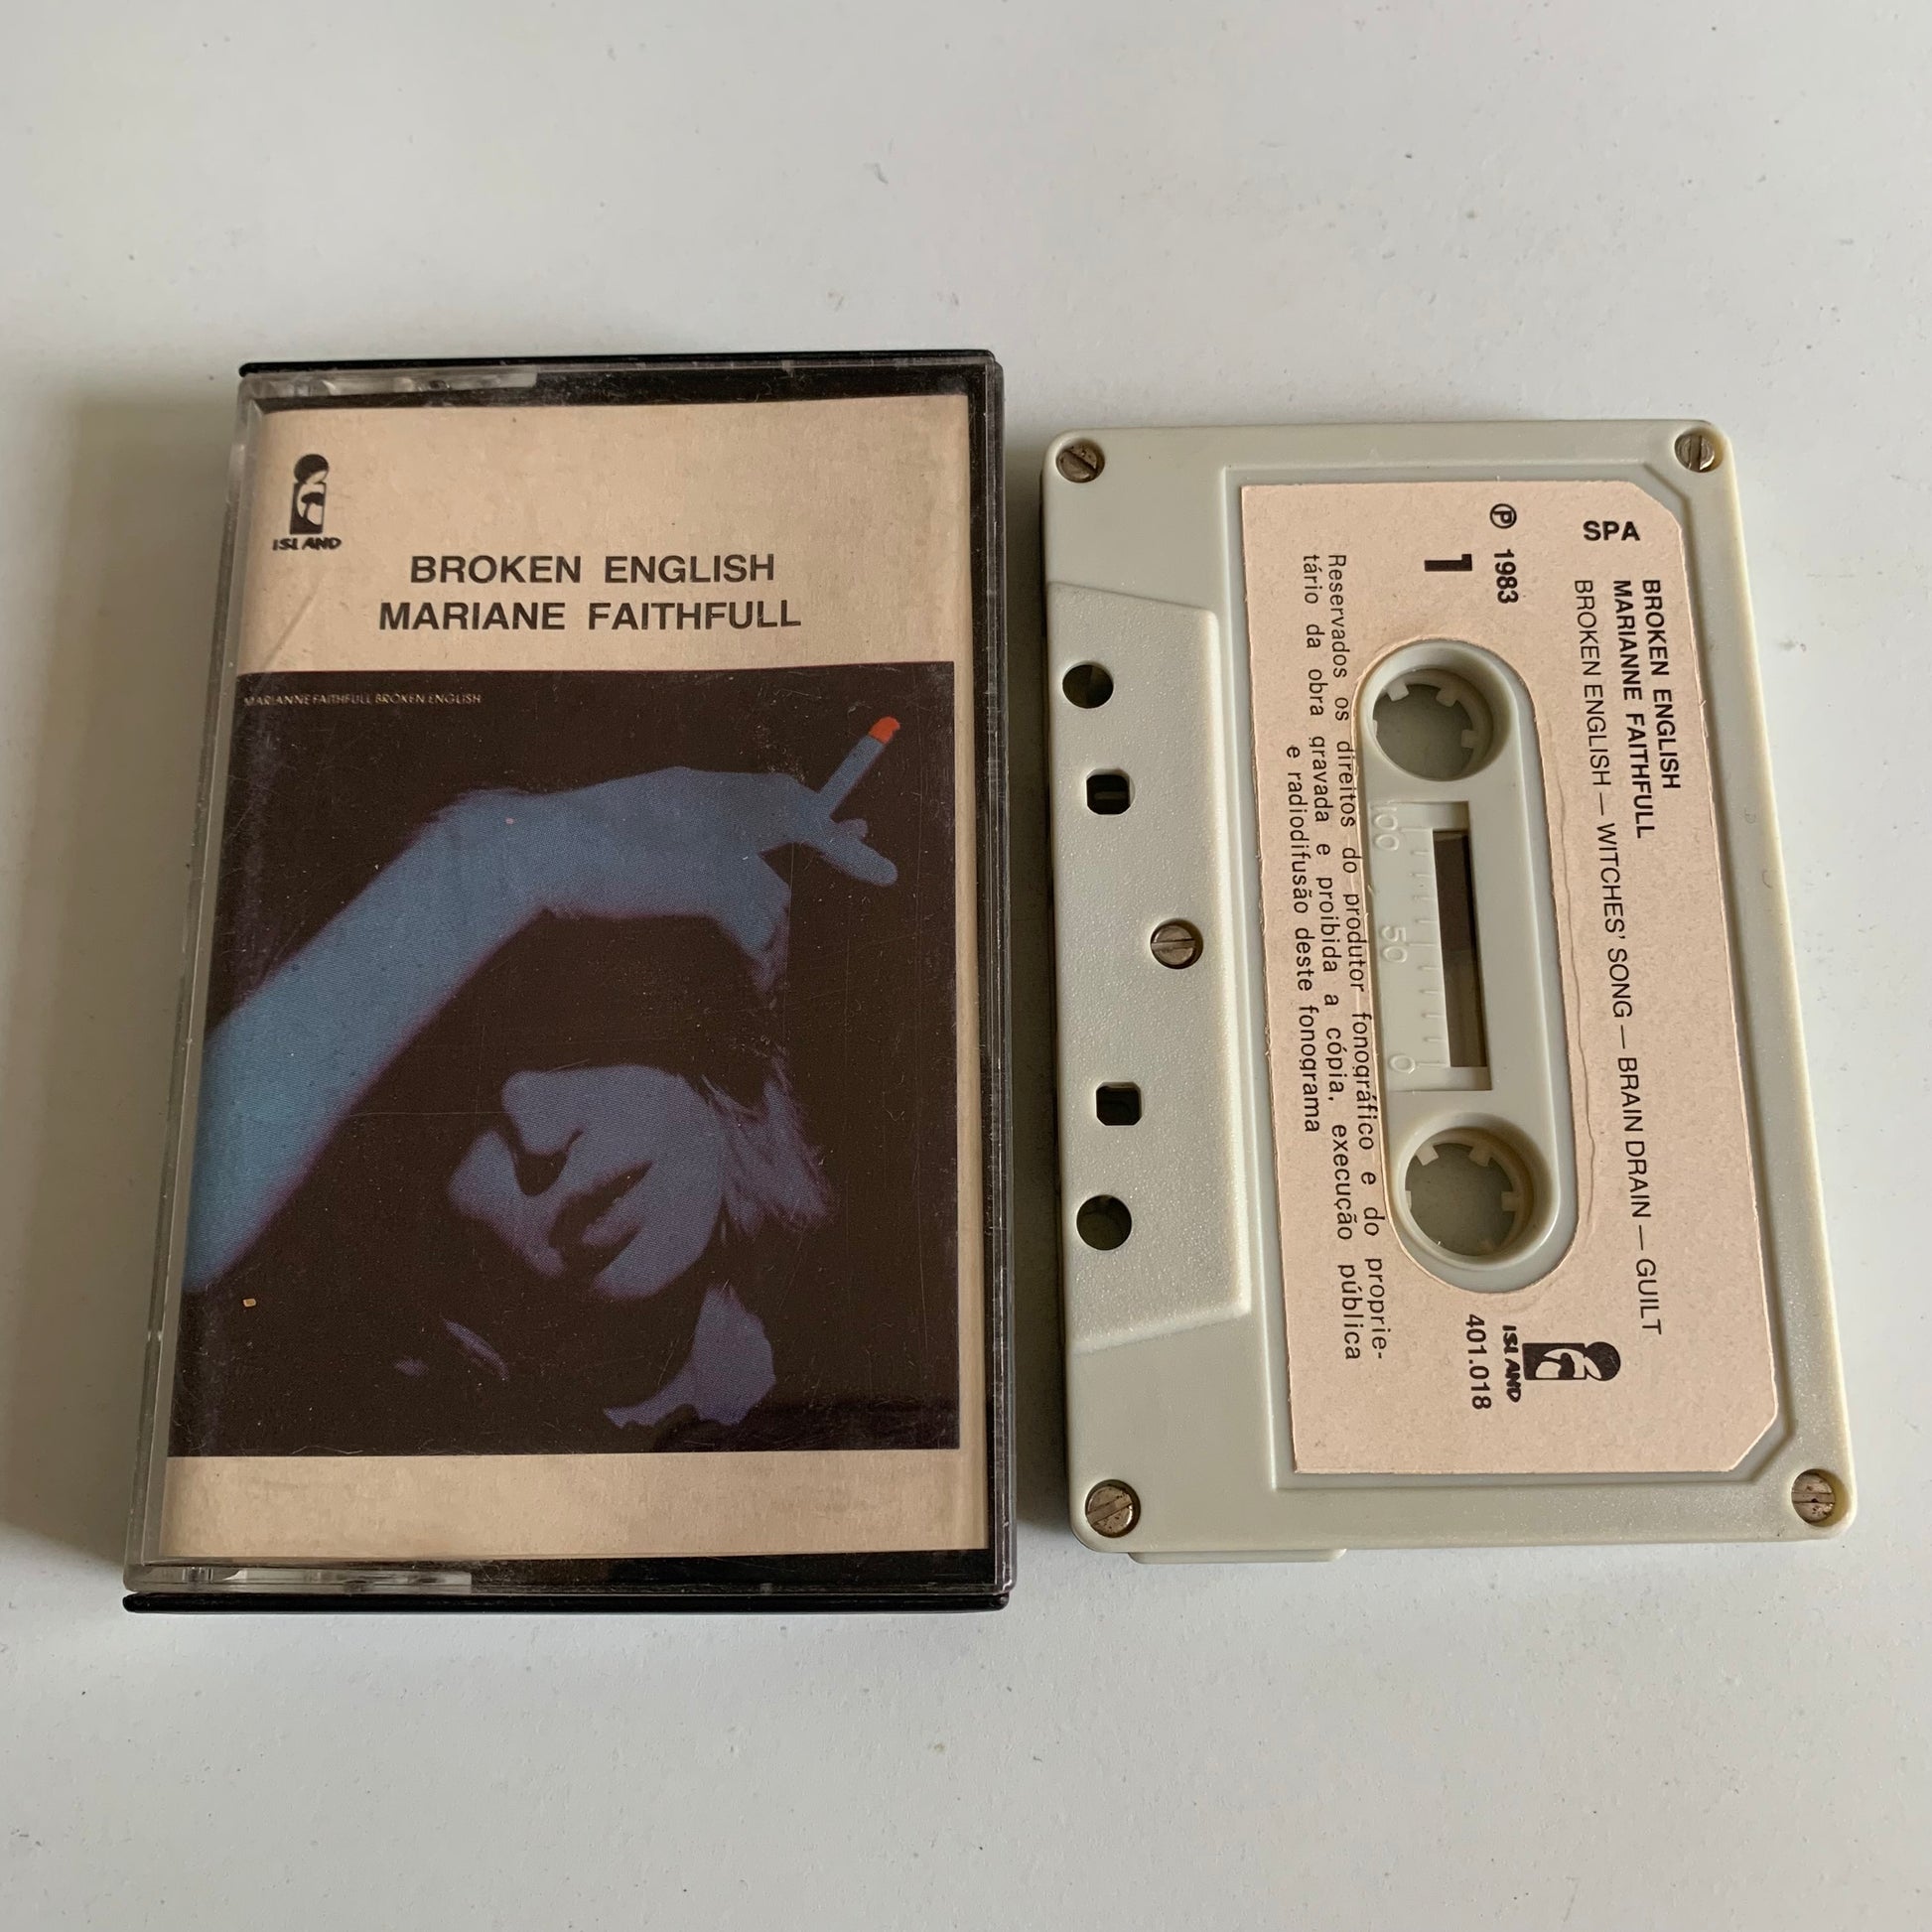 ISLAND
BROKEN ENGLISH
MARIANE FAITHFULL
MARIANNE FAITHFULL BROKEN ENGLISH
SPA
BROKEN ENGLISH
MARIANNE FAITHFULL
BROKEN ENGLISH — WITCHES' SONG — BRAIN DRAIN — GUILT
℗ 1983
1
ISLAND
401.018
100 50 0
Reservados os direitos do produtor fonográfico e do proprie-
tário da obra gravada e proibida a cópia, execução pública
e radiodifusão deste fonograma